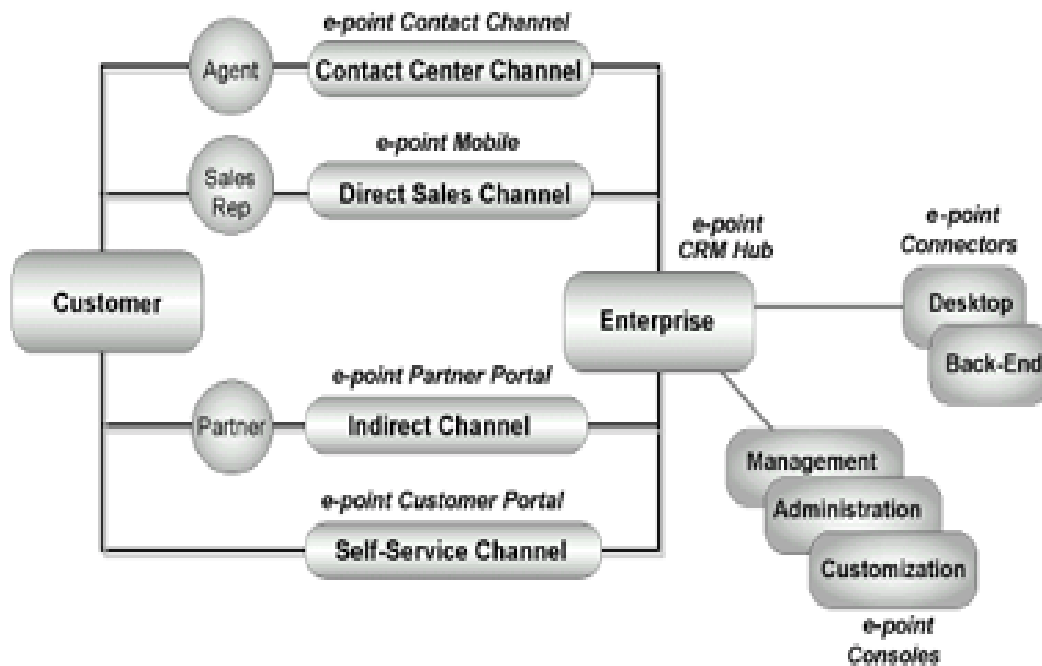 e-point Contact Channel
Agent
Contact Center Channel
e-point Mobile
Sales
Rep
Direct Sales Channel
e-point
CRM Hub
e-point
Connectors
Customer
Enterprise
Desktop
Back-End
e-point Partner Portal
Partner
Indirect Channel
Management
e-point Customer Portal
Administration
Self-Service Channel
Customization
e-point
Consoles